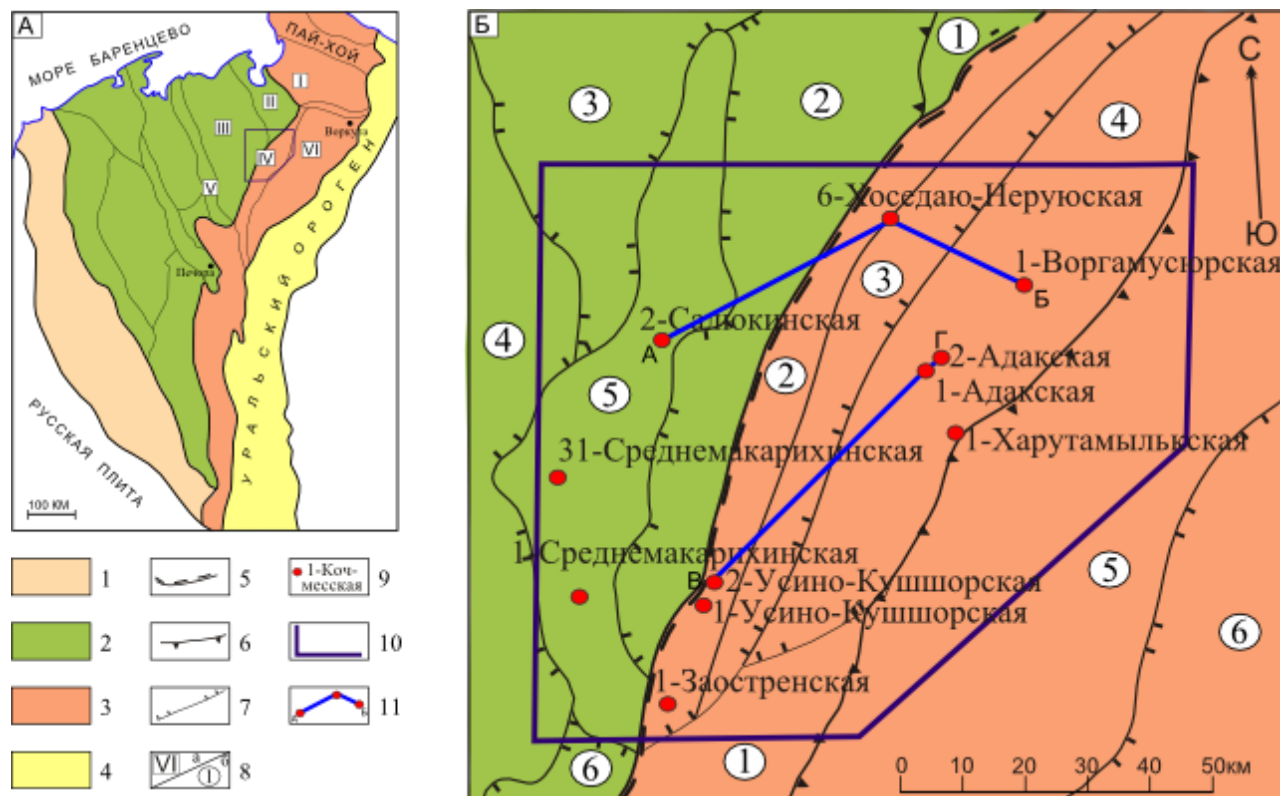 А
МОРЕ БАРЕНЦЕВО
ПАЙ-ХОЙ
I
II
III
Воркута
IV
VI
V
Печора
УРАЛЬСКИЙ ОРОГЕН
РУССКАЯ ПЛИТА
100 КМ
1
2
3
4
5
6
7
VI
а
б
1
8
1-Коч-
месская
9
10
А
Б
11
Б
1
3
2
4
С
Ю
6-Хоседаю-Неруюская
1-Воргамусюрская
Б
3
2-Салюкинская
А
4
Г
2-Адакская
1-Адакская
5
2
1-Харутамылькская
31-Среднемакарихинская
1-Среднемакарихинская
В
2-Усино-Кушшорская
1-Усино-Кушшорская
5
6
1-Заостренская
6
1
0
10
20
30
40
50км